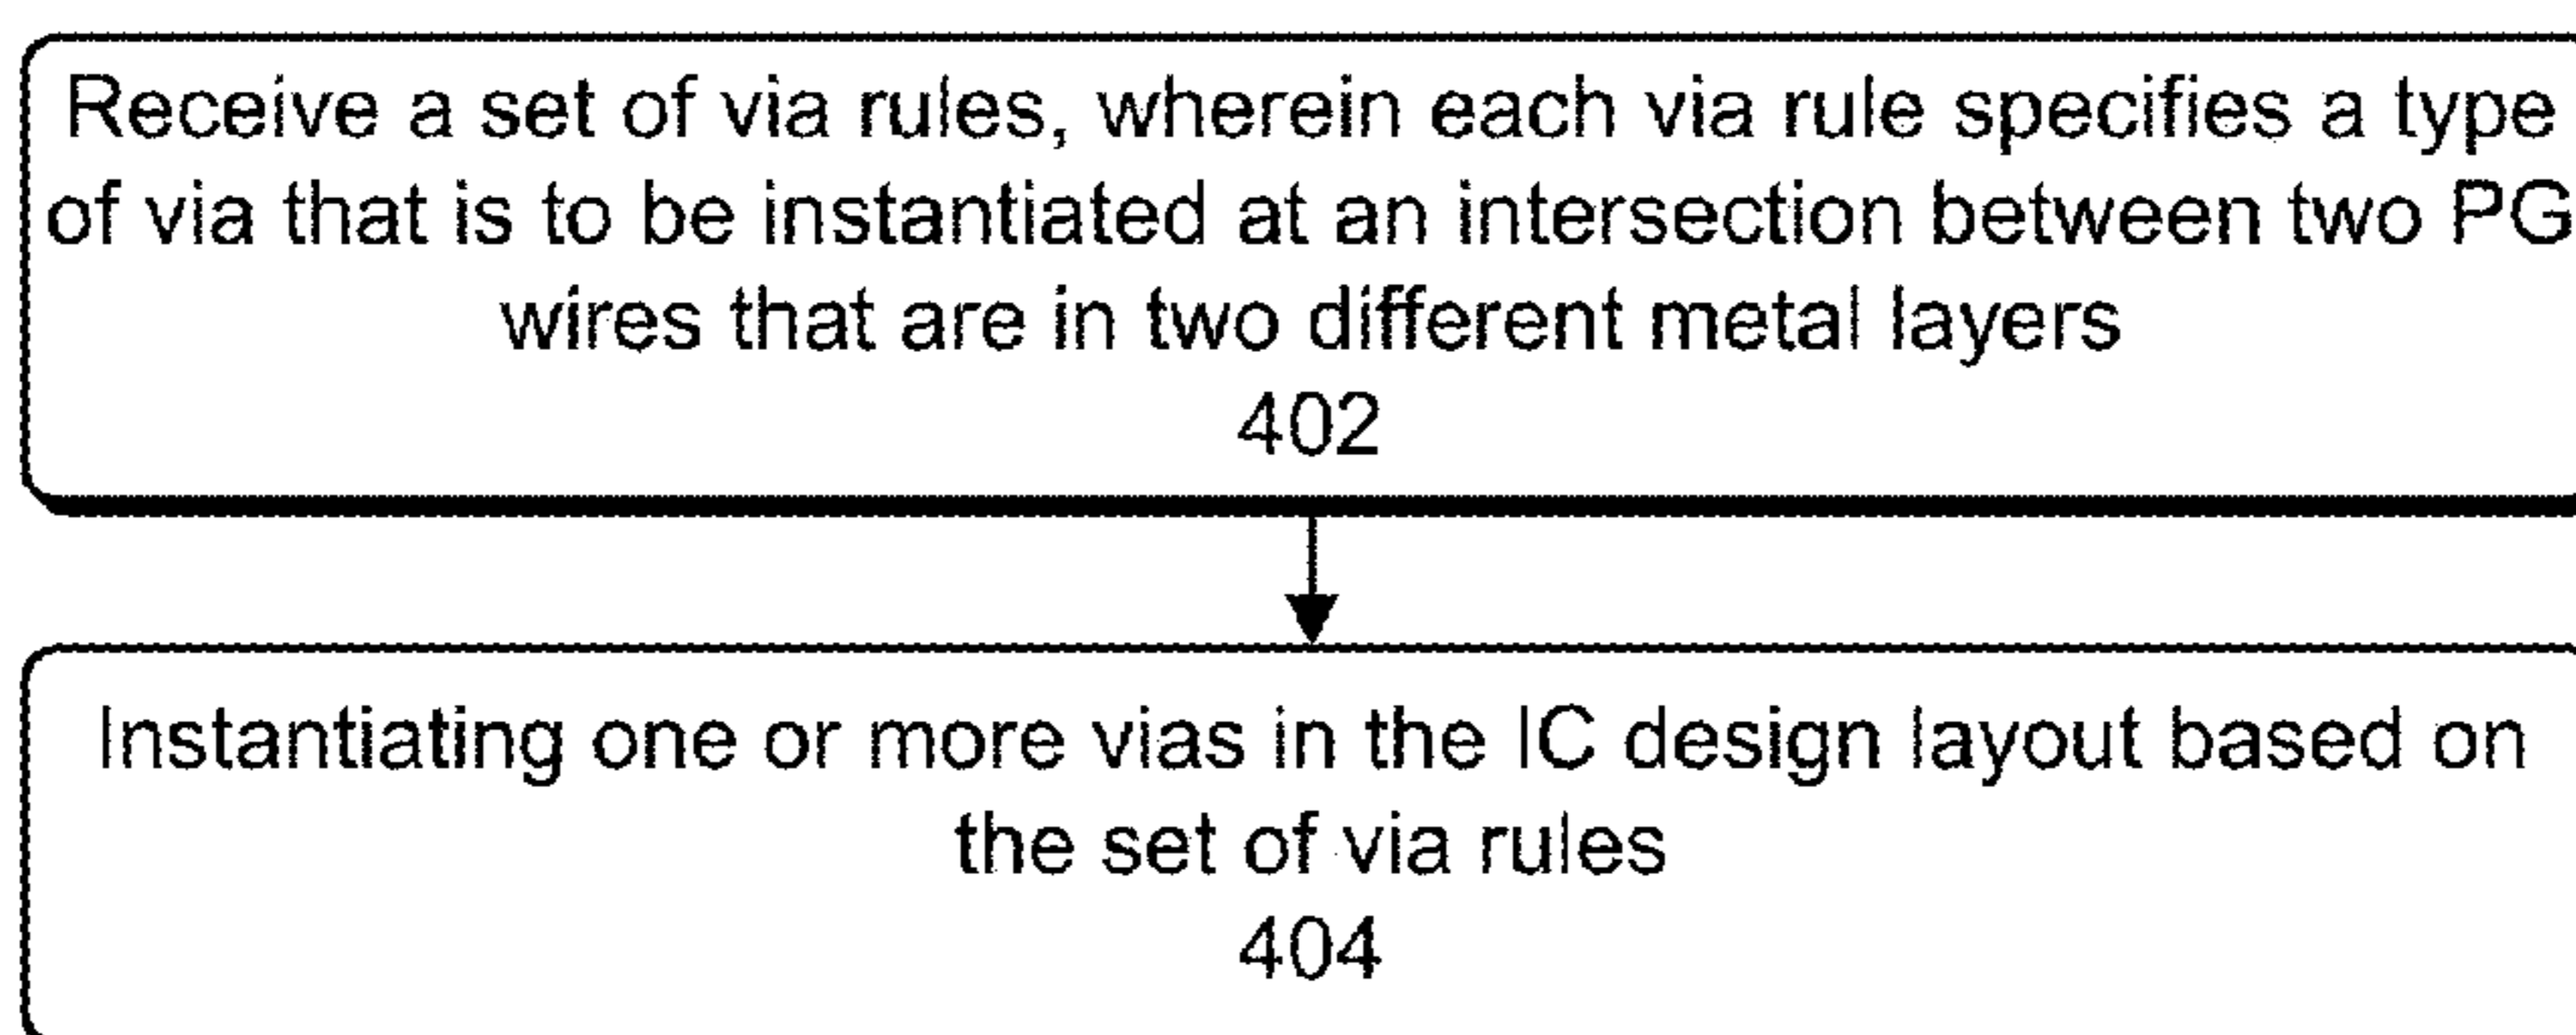 Receive a set of via rules, wherein each via rule specifies a type
of via that is to be instantiated at an intersection between two PG
wires that are in two different metal layers
402
Instantiating one or more vias in the IC design layout based on
the set of via rules
404